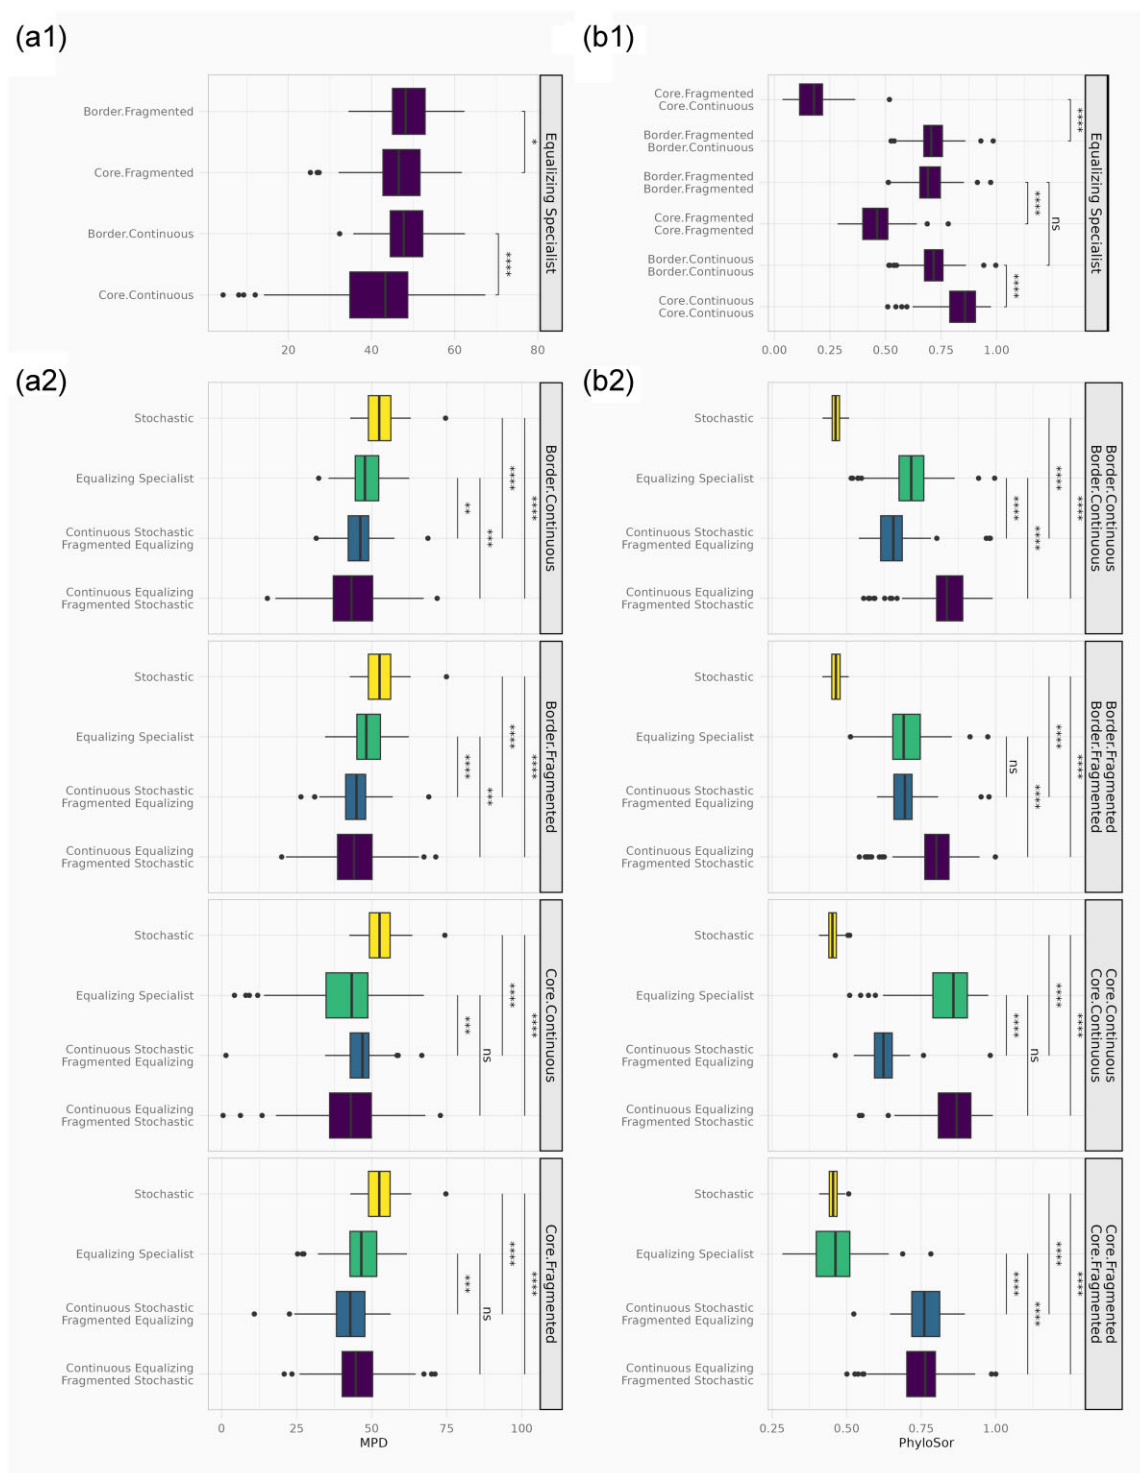 (a1)
Border.Fragmented
Core.Fragmented
Border.Continuous
Core.Continuous
*
****
Equalizing Specialist
20
40
60
80
(b1)
Core.Fragmented
Core.Continuous
Border.Fragmented
Border.Continuous
Border.Fragmented
Border.Fragmented
Core.Fragmented
Core.Fragmented
Border.Continuous
Border.Continuous
Core.Continuous
Core.Continuous
****
****
ns
****
Equalizing Specialist
0.00
0.25
0.50
0.75
1.00
(a2)
Stochastic
Equalizing Specialist
Continuous Stochastic
Fragmented Equalizing
Continuous Equalizing
Fragmented Stochastic
**
***
****
****
Border.Continuous
Stochastic
Equalizing Specialist
Continuous Stochastic
Fragmented Equalizing
Continuous Equalizing
Fragmented Stochastic
****
***
****
****
Border.Fragmented
Stochastic
Equalizing Specialist
Continuous Stochastic
Fragmented Equalizing
Continuous Equalizing
Fragmented Stochastic
***
ns
****
****
Core.Continuous
Stochastic
Equalizing Specialist
Continuous Stochastic
Fragmented Equalizing
Continuous Equalizing
Fragmented Stochastic
***
ns
****
****
Core.Fragmented
0
25
50
75
100
MPD
(b2)
Stochastic
Equalizing Specialist
Continuous Stochastic
Fragmented Equalizing
Continuous Equalizing
Fragmented Stochastic
****
****
****
****
Border.Continuous
Border.Continuous
Stochastic
Equalizing Specialist
Continuous Stochastic
Fragmented Equalizing
Continuous Equalizing
Fragmented Stochastic
ns
****
****
****
Border.Fragmented
Border.Fragmented
Stochastic
Equalizing Specialist
Continuous Stochastic
Fragmented Equalizing
Continuous Equalizing
Fragmented Stochastic
****
ns
****
****
Core.Continuous
Core.Continuous
Stochastic
Equalizing Specialist
Continuous Stochastic
Fragmented Equalizing
Continuous Equalizing
Fragmented Stochastic
****
****
****
****
Core.Fragmented
Core.Fragmented
0.25
0.50
0.75
1.00
PhyloSor